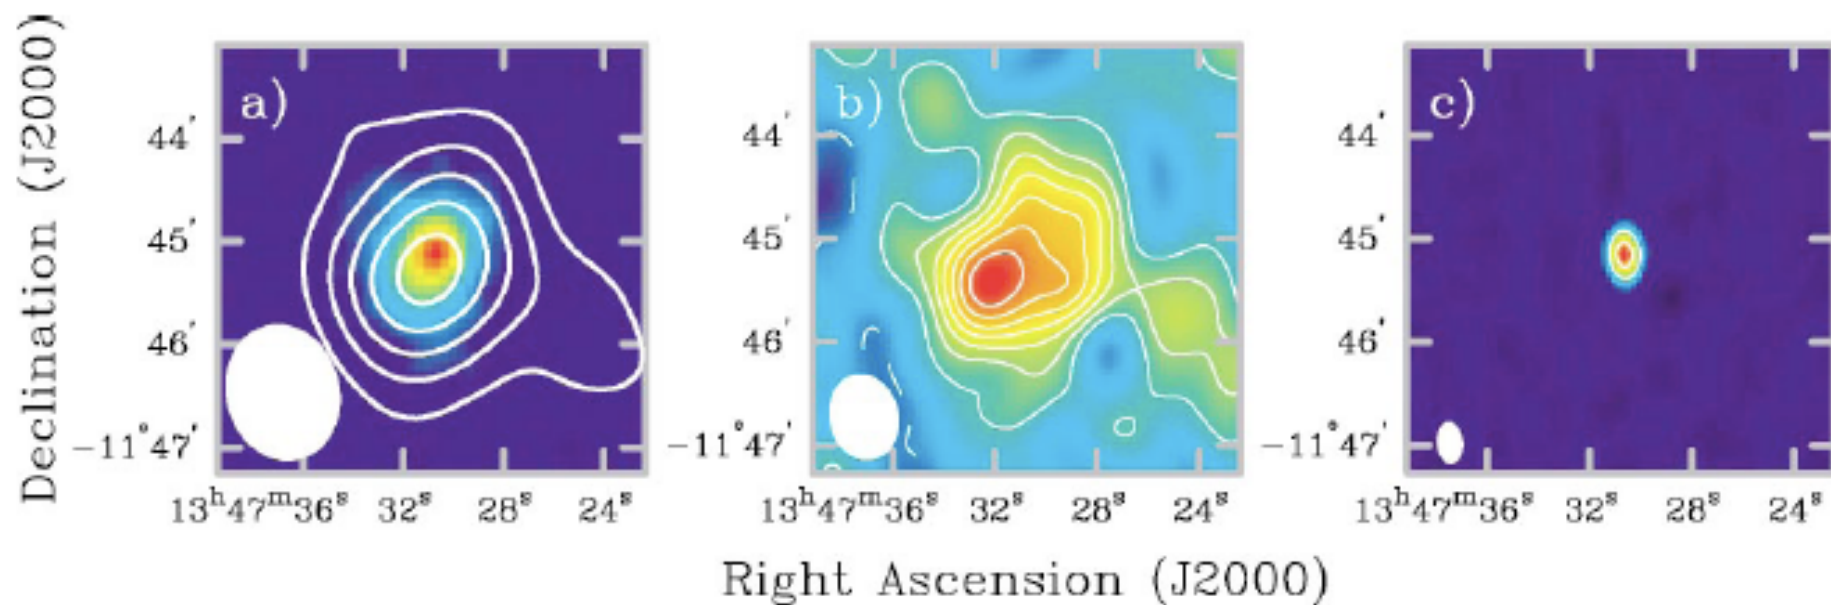 Declination (J2000)
a)
b)
c)
44′ 44′ 44′
45′ 45′ 45′
46′ 46′ 46′
−11°47′ −11°47′ −11°47′
13ʰ47ᵐ36ˢ 32ˢ 28ˢ 24ˢ 13ʰ47ᵐ36ˢ 32ˢ 28ˢ 24ˢ 13ʰ47ᵐ36ˢ 32ˢ 28ˢ 24ˢ
Right Ascension (J2000)